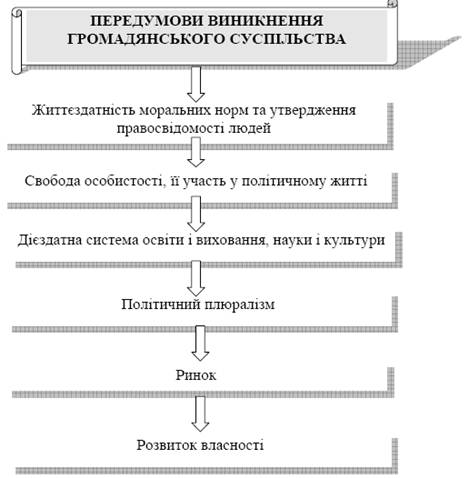 ПЕРЕДУМОВИ ВИНИКНЕННЯ
ГРОМАДЯНСЬКОГО СУСПІЛЬСТВА
Життєздатність моральних норм та утвердження
правосвідомості людей
Свобода особистості, її участь у політичному житті
Дієздатна система освіти і виховання, науки і культури
Політичний плюралізм
Ринок
Розвиток власності